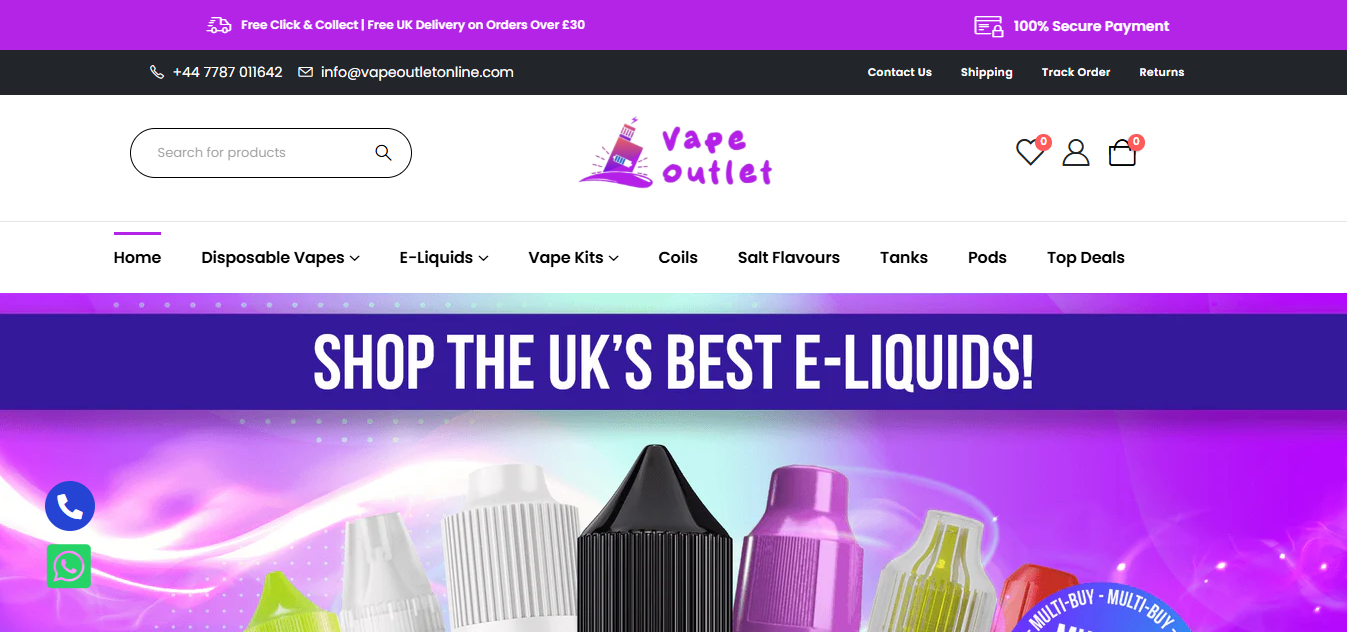 Free Click & Collect | Free UK Delivery on Orders Over £30
100% Secure Payment
+44 7787 011642
info@vapeoutletonline.com
Contact Us
Shipping
Track Order
Returns
Search for products
Vape
Outlet
0
0
Home
Disposable Vapes
E-Liquids
Vape Kits
Coils
Salt Flavours
Tanks
Pods
Top Deals
SHOP THE UK'S BEST E-LIQUIDS!
MULTI-BUY - MULTI-BUY